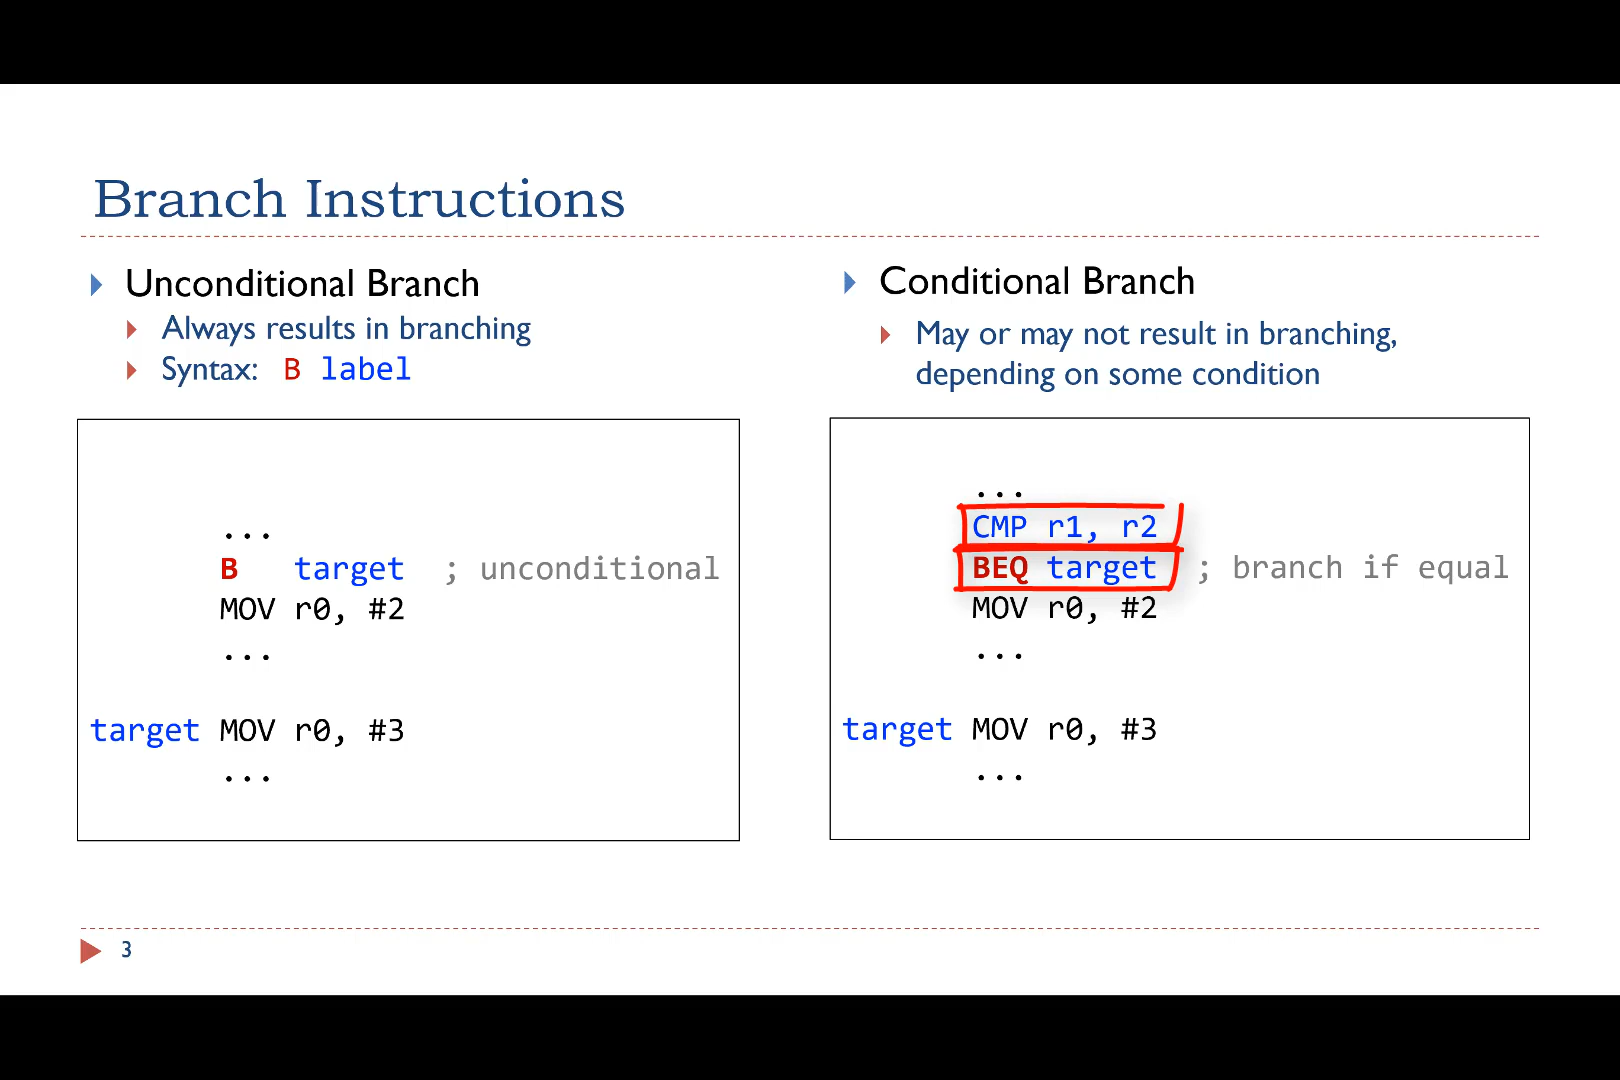 Branch Instructions
Unconditional Branch
Always results in branching
Syntax: B label
...
B target ; unconditional
MOV r0, #2
...
target MOV r0, #3
...
Conditional Branch
May or may not result in branching,
depending on some condition
...
CMP r1, r2
BEQ target ; branch if equal
MOV r0, #2
...
target MOV r0, #3
...
3